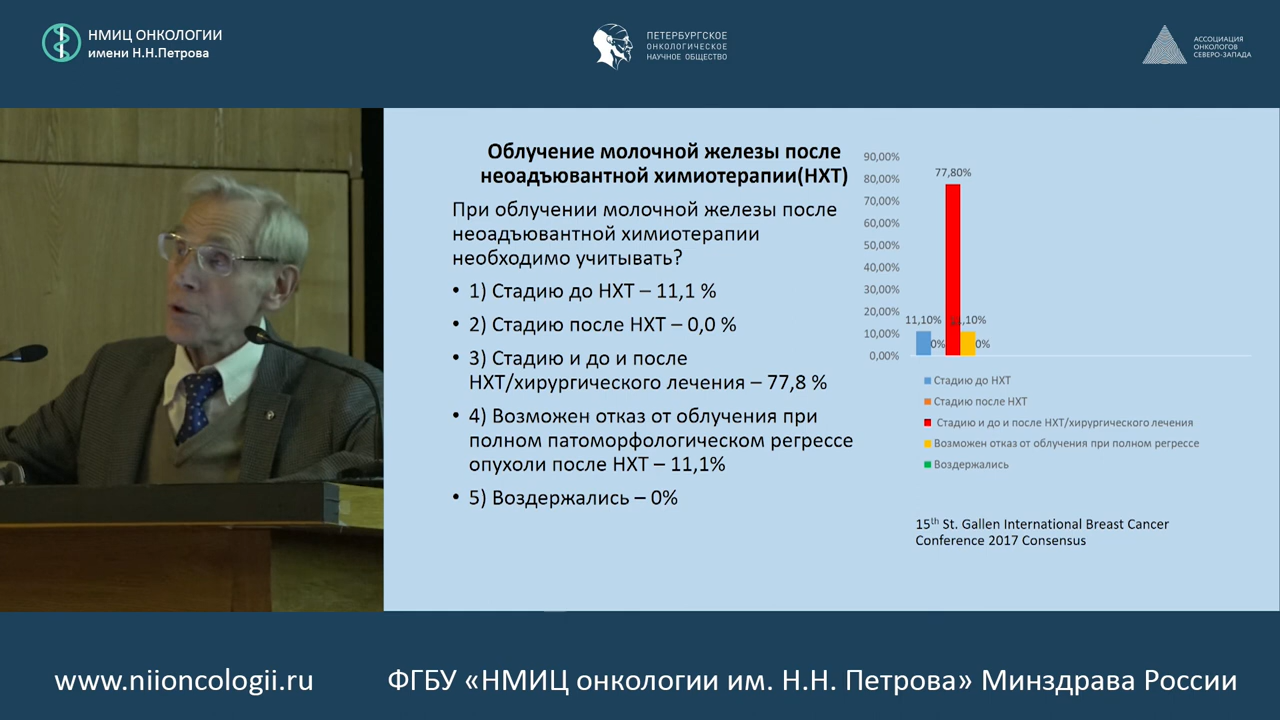 НМИЦ ОНКОЛОГИИ
имени Н.Н.Петрова
ПЕТЕРБУРГСКОЕ
ОНКОЛОГИЧЕСКОЕ
НАУЧНОЕ ОБЩЕСТВО
АССОЦИАЦИЯ
ОНКОЛОГОВ
СЕВЕРО-ЗАПАДА
Облучение молочной железы после
неоадъювантной химиотерапии(НХТ)
При облучении молочной железы после
неоадъювантной химиотерапии
необходимо учитывать?
• 1) Стадию до НХТ – 11,1 %
• 2) Стадию после НХТ – 0,0 %
• 3) Стадию и до и после
НХТ/хирургического лечения – 77,8 %
• 4) Возможен отказ от облучения при
полном патоморфологическом регрессе
опухоли после НХТ – 11,1%
• 5) Воздержались – 0%
90,00%
80,00%
70,00%
60,00%
50,00%
40,00%
30,00%
20,00%
10,00%
0,00%
77,80%
11,10%
11,10%
0%
0%
Стадию до НХТ
Стадию после НХТ
Стадию и до и после НХТ/хирургического лечения
Возможен отказ от облучения при полном регрессе
Воздержались
15th St. Gallen International Breast Cancer
Conference 2017 Consensus
www.niioncologii.ru
ФГБУ «НМИЦ онкологии им. Н.Н. Петрова» Минздрава России